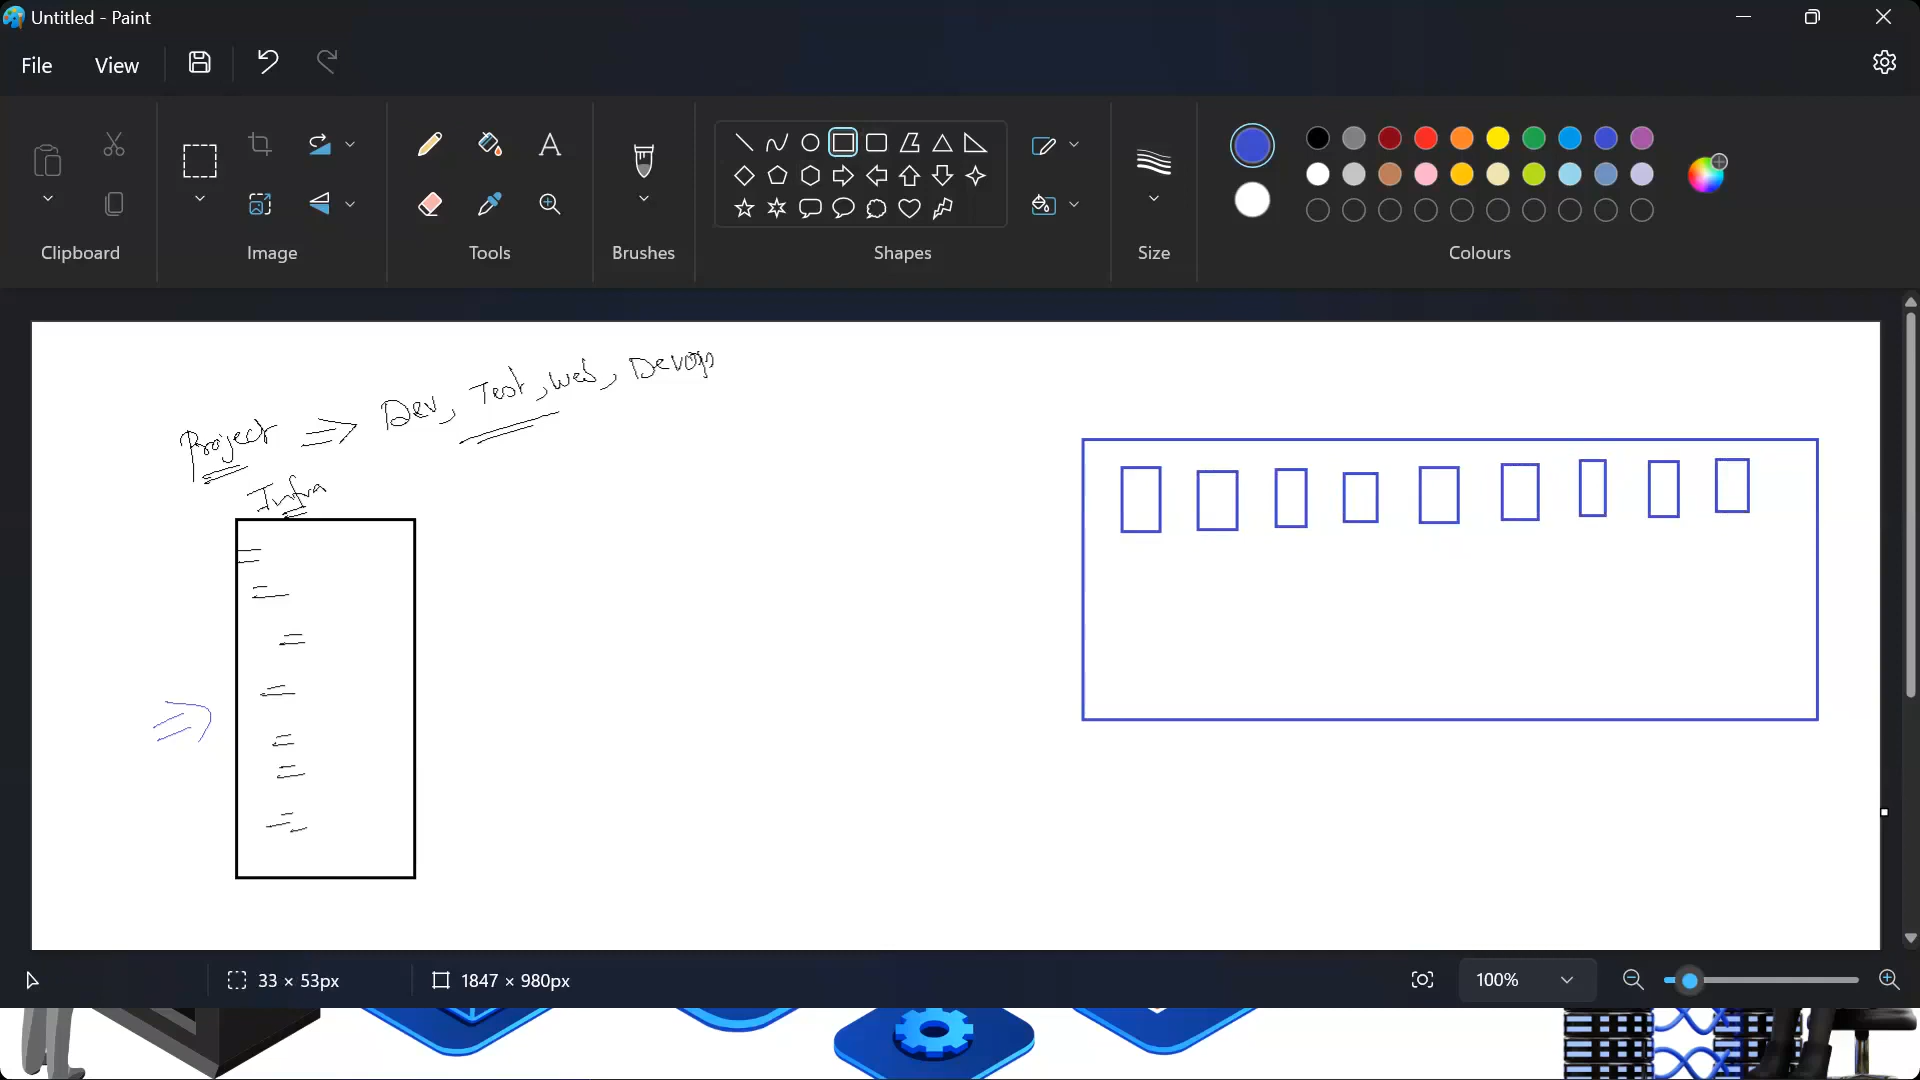 Untitled - Paint
File View
Clipboard Image Tools Brushes Shapes Size Colours
Project => Dev, Test, Web, Devops
Infra
33 × 53px 1847 × 980px 100%